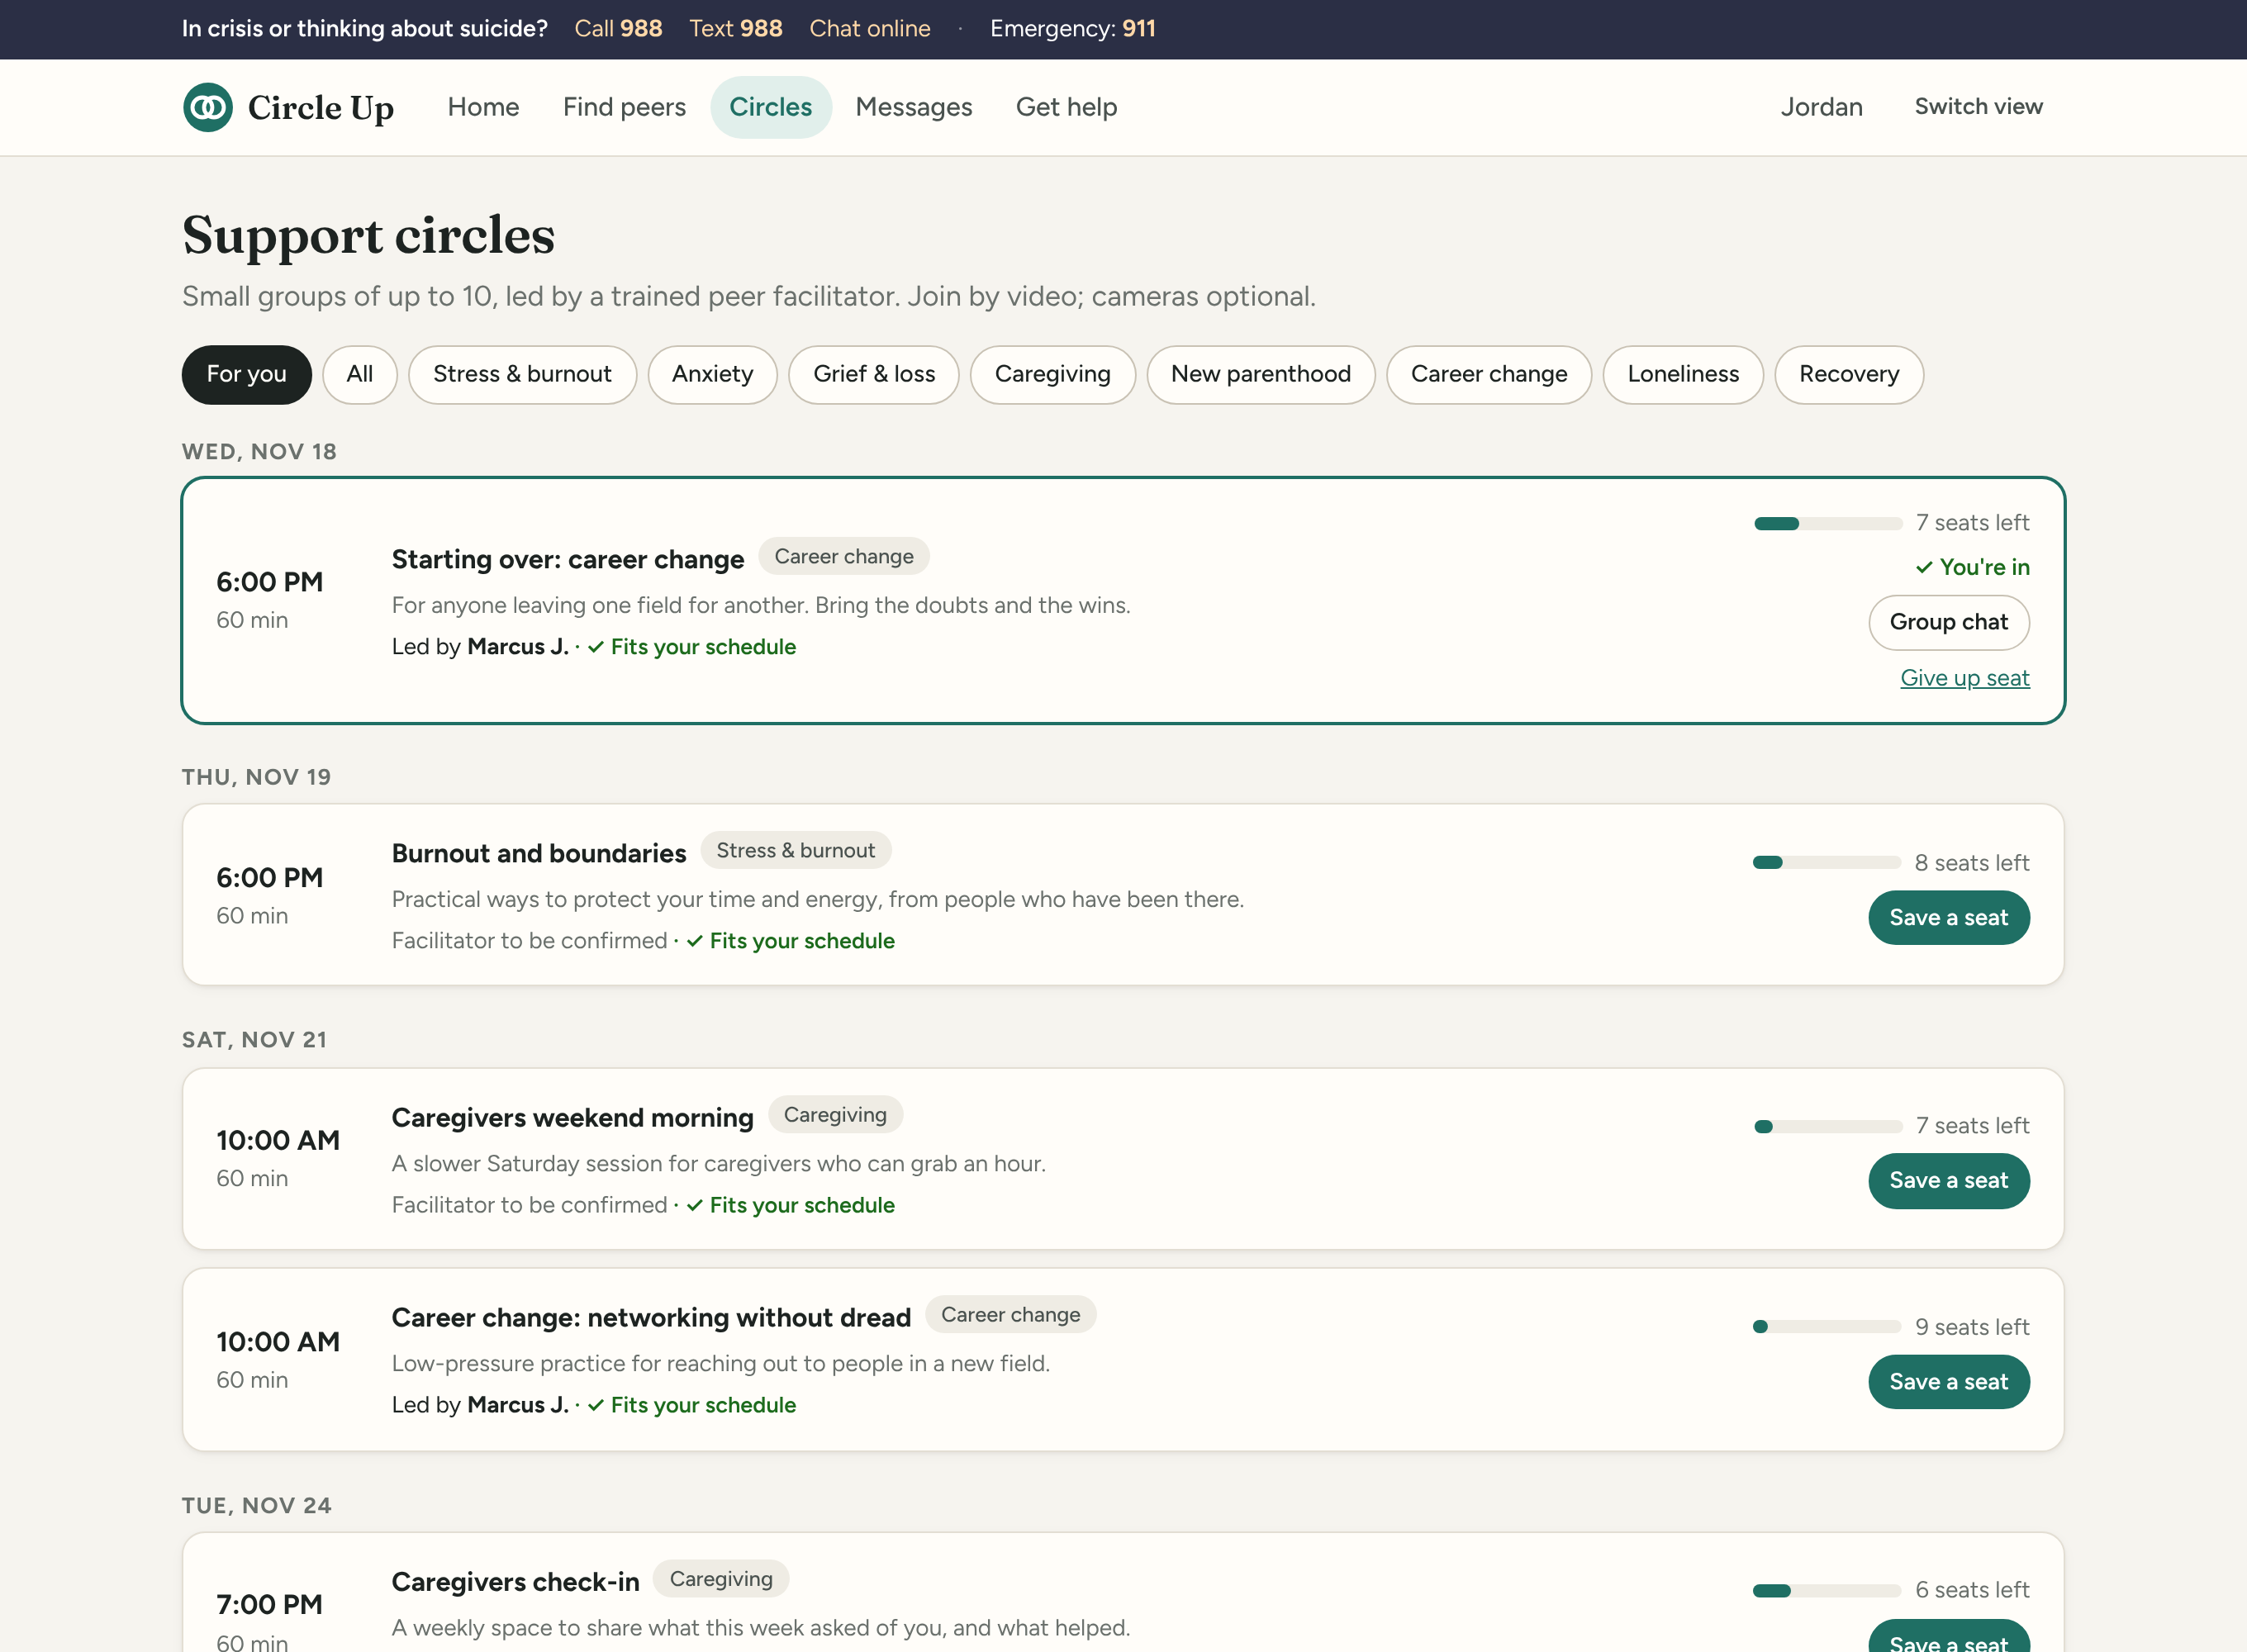 In crisis or thinking about suicide? Call 988 Text 988 Chat online · Emergency: 911
Circle Up Home Find peers Circles Messages Get help Jordan Switch view
Support circles
Small groups of up to 10, led by a trained peer facilitator. Join by video; cameras optional.
For you All Stress & burnout Anxiety Grief & loss Caregiving New parenthood Career change Loneliness Recovery
WED, NOV 18
6:00 PM
60 min
Starting over: career change Career change
For anyone leaving one field for another. Bring the doubts and the wins.
Led by Marcus J. · ✓ Fits your schedule
7 seats left
✓ You're in
Group chat
Give up seat
THU, NOV 19
6:00 PM
60 min
Burnout and boundaries Stress & burnout
Practical ways to protect your time and energy, from people who have been there.
Facilitator to be confirmed · ✓ Fits your schedule
8 seats left
Save a seat
SAT, NOV 21
10:00 AM
60 min
Caregivers weekend morning Caregiving
A slower Saturday session for caregivers who can grab an hour.
Facilitator to be confirmed · ✓ Fits your schedule
7 seats left
Save a seat
10:00 AM
60 min
Career change: networking without dread Career change
Low-pressure practice for reaching out to people in a new field.
Led by Marcus J. · ✓ Fits your schedule
9 seats left
Save a seat
TUE, NOV 24
7:00 PM
60 min
Caregivers check-in Caregiving
A weekly space to share what this week asked of you, and what helped.
6 seats left
Save a seat